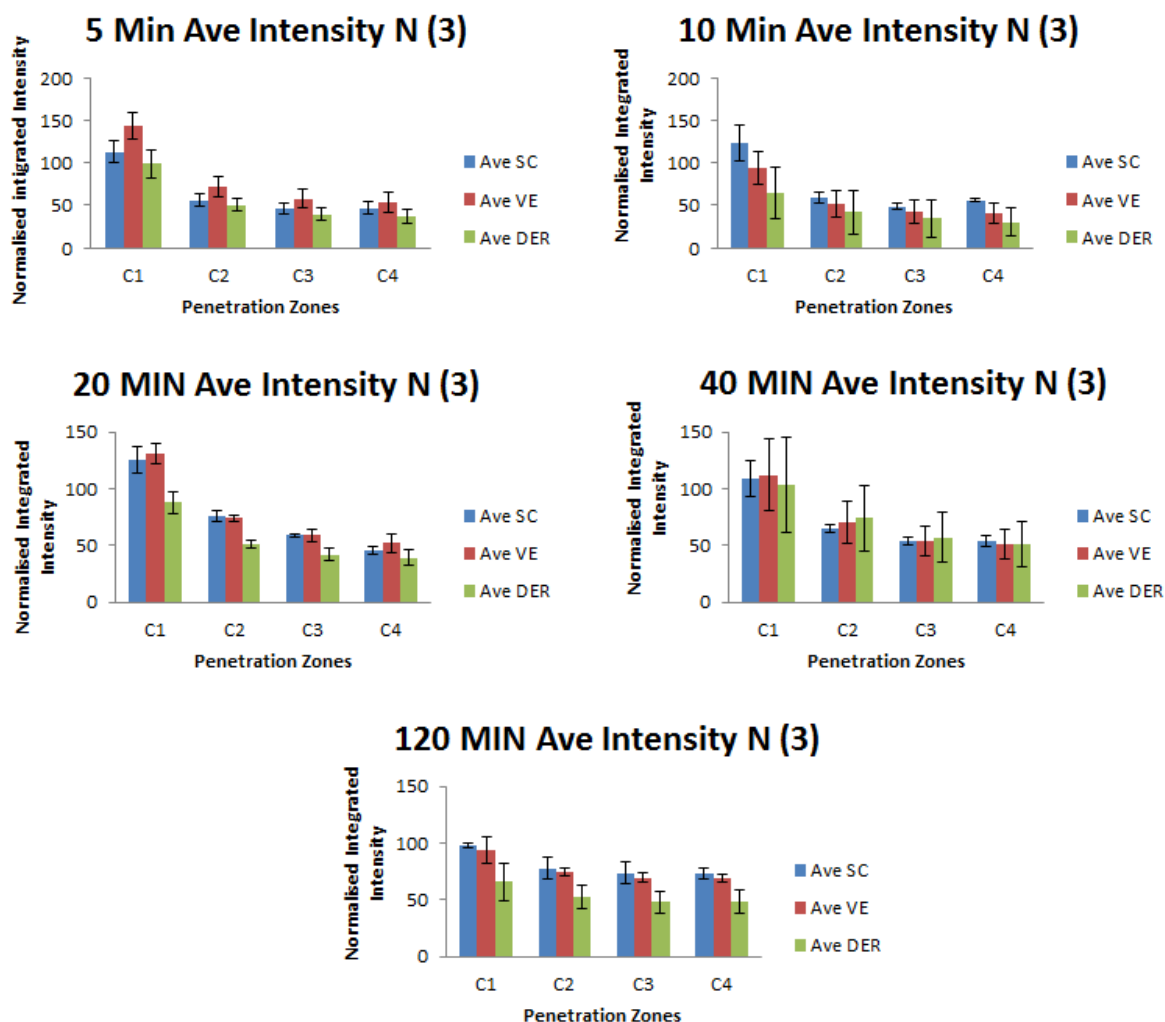 5 Min Ave Intensity N (3)
Normalised intigrated Intensity
200
150
100
50
0
C1 C2 C3 C4
Penetration Zones
Ave SC
Ave VE
Ave DER
10 Min Ave Intensity N (3)
Normalised Integrated
Intensity
200
150
100
50
0
C1 C2 C3 C4
Penetration Zones
Ave SC
Ave VE
Ave DER
20 MIN Ave Intensity N (3)
Normalised Integrated
Intensity
150
100
50
0
C1 C2 C3 C4
Penetration Zones
Ave SC
Ave VE
Ave DER
40 MIN Ave Intensity N (3)
Normalised Integrated
Intensity
150
100
50
0
C1 C2 C3 C4
Penetration Zones
Ave SC
Ave VE
Ave DER
120 MIN Ave Intensity N (3)
Normalised Integrated
Intensity
150
100
50
0
C1 C2 C3 C4
Penetration Zones
Ave SC
Ave VE
Ave DER